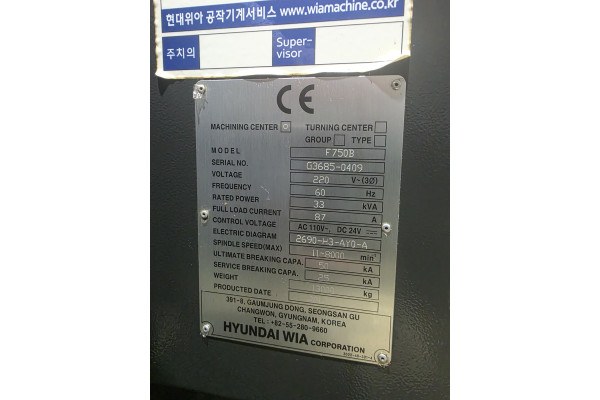 현대위아 공작기계서비스 www.wiamachine.co.kr
주치의 Super-
visor
CE
MACHINING CENTER TURNING CENTER
GROUP TYPE
MODEL F750B
SERIAL NO. G3685-0409
VOLTAGE 220 V~(3Ø)
FREQUENCY 60 Hz
RATED POWER 33 kVA
FULL LOAD CURRENT 87 A
CONTROL VOLTAGE AC 110V~, DC 24V
ELECTRIC DIAGRAM 2690-H3-AY0-A
SPINDLE SPEED(MAX) 8000 min⁻¹
ULTIMATE BREAKING CAPA. kA
SERVICE BREAKING CAPA. 25 kA
WEIGHT kg
PRODUCTED DATE
391-8, GAUMJUNG DONG, SEONGSAN GU
CHANGWON, GYUNGNAM, KOREA
TEL : +82-55-280-9660
HYUNDAI WIA CORPORATION